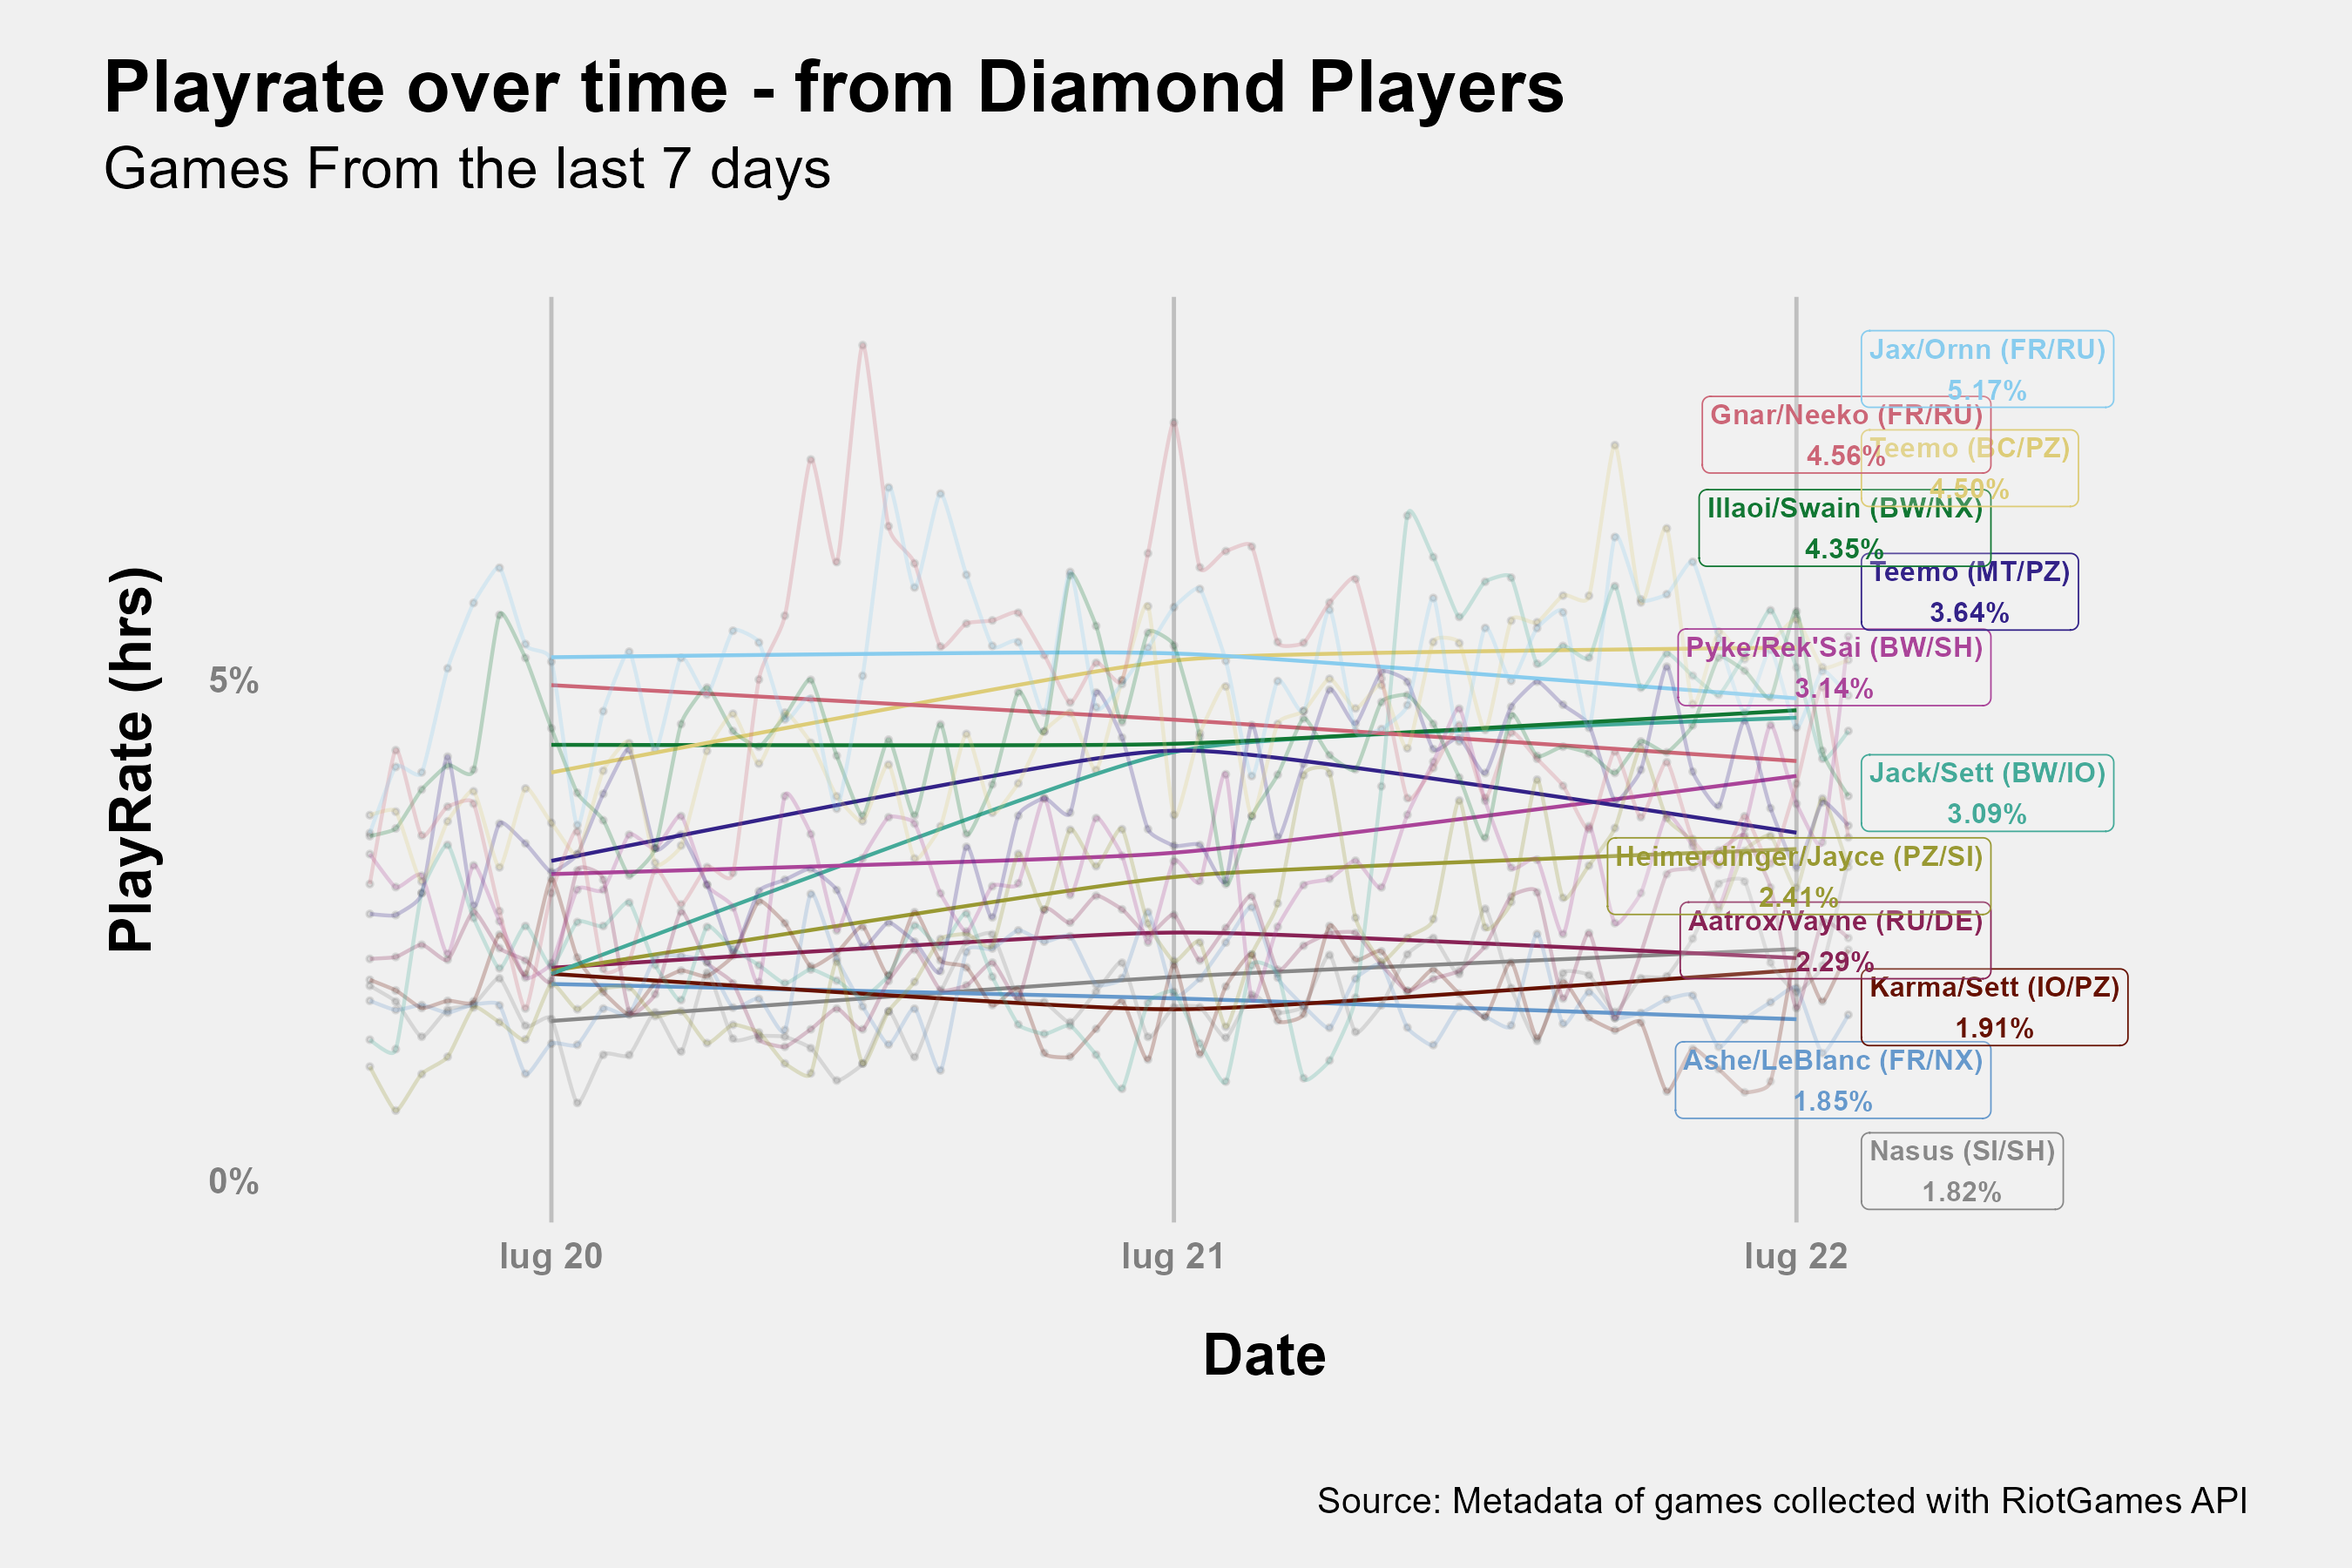 Playrate over time - from Diamond Players
Games From the last 7 days
PlayRate (hrs)
5%
0%
Jax/Ornn (FR/RU)
5.17%
Gnar/Neeko (FR/RU)
4.56%
Teemo (BC/PZ)
4.50%
Illaoi/Swain (BW/NX)
4.35%
Teemo (MT/PZ)
3.64%
Pyke/Rek'Sai (BW/SH)
3.14%
Jack/Sett (BW/IO)
3.09%
Heimerdinger/Jayce (PZ/SI)
2.41%
Aatrox/Vayne (RU/DE)
2.29%
Karma/Sett (IO/PZ)
1.91%
Ashe/LeBlanc (FR/NX)
1.85%
Nasus (SI/SH)
1.82%
lug 20
lug 21
lug 22
Date
Source: Metadata of games collected with RiotGames API